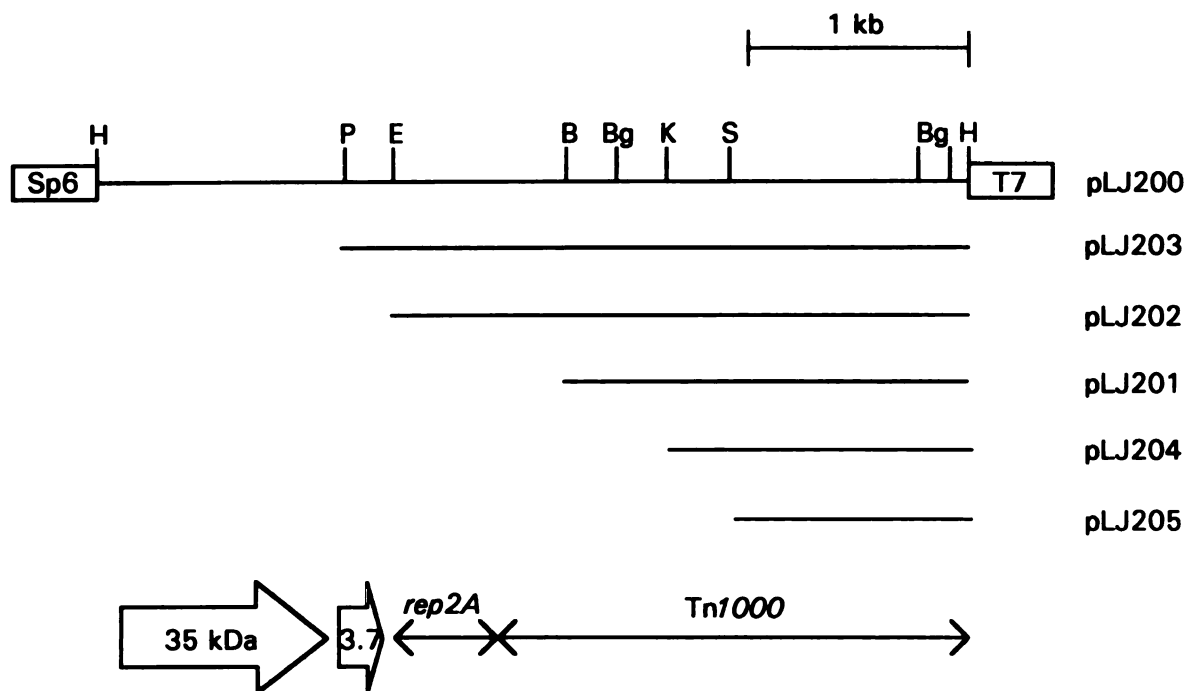 1 kb
H P E B Bg K S Bg H
Sp6 T7 pLJ200
pLJ203
pLJ202
pLJ201
pLJ204
pLJ205
35 kDa 3.7 rep2A Tn1000